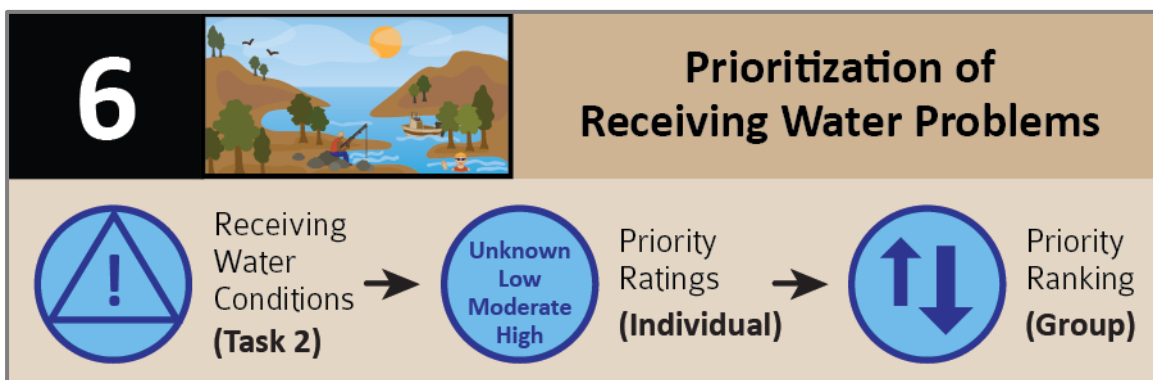 6
Prioritization of
Receiving Water Problems
!
Receiving
Water
Conditions
(Task 2)
Unknown
Low
Moderate
High
Priority
Ratings
(Individual)
Priority
Ranking
(Group)